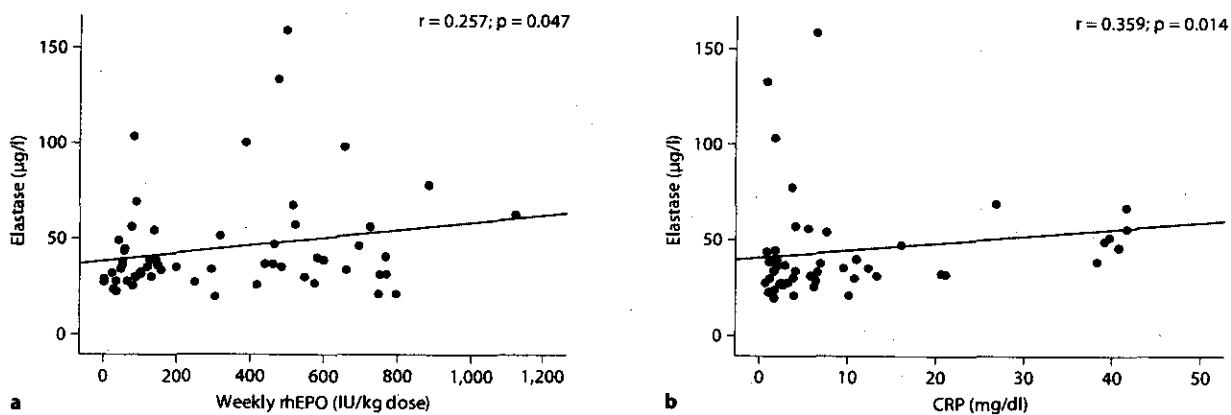 r = 0.257; p = 0.047
150
100
50
0
Elastase (µg/l)
0 200 400 600 800 1,000 1,200
a Weekly rhEPO (IU/kg dose)
r = 0.359; p = 0.014
150
100
50
0
Elastase (µg/l)
0 10 20 30 40 50
b CRP (mg/dl)